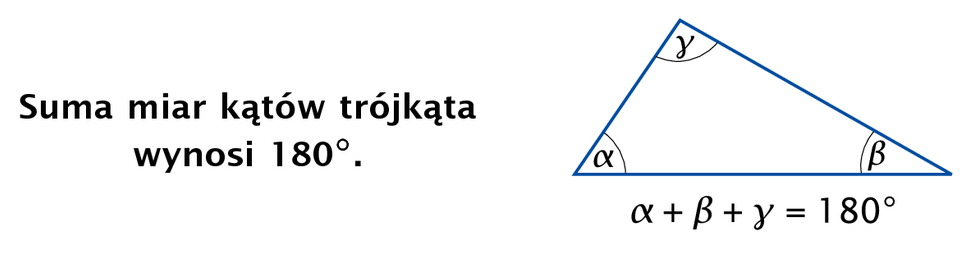 Suma miar kątów trójkąta
wynosi 180°.
γ
α
β
α + β + γ = 180°